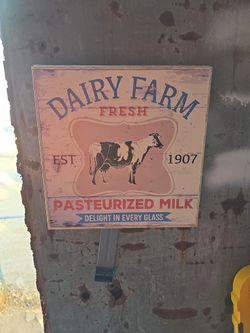 DAIRY FARM
FRESH
EST 1907
PASTEURIZED MILK
DELIGHT IN EVERY GLASS